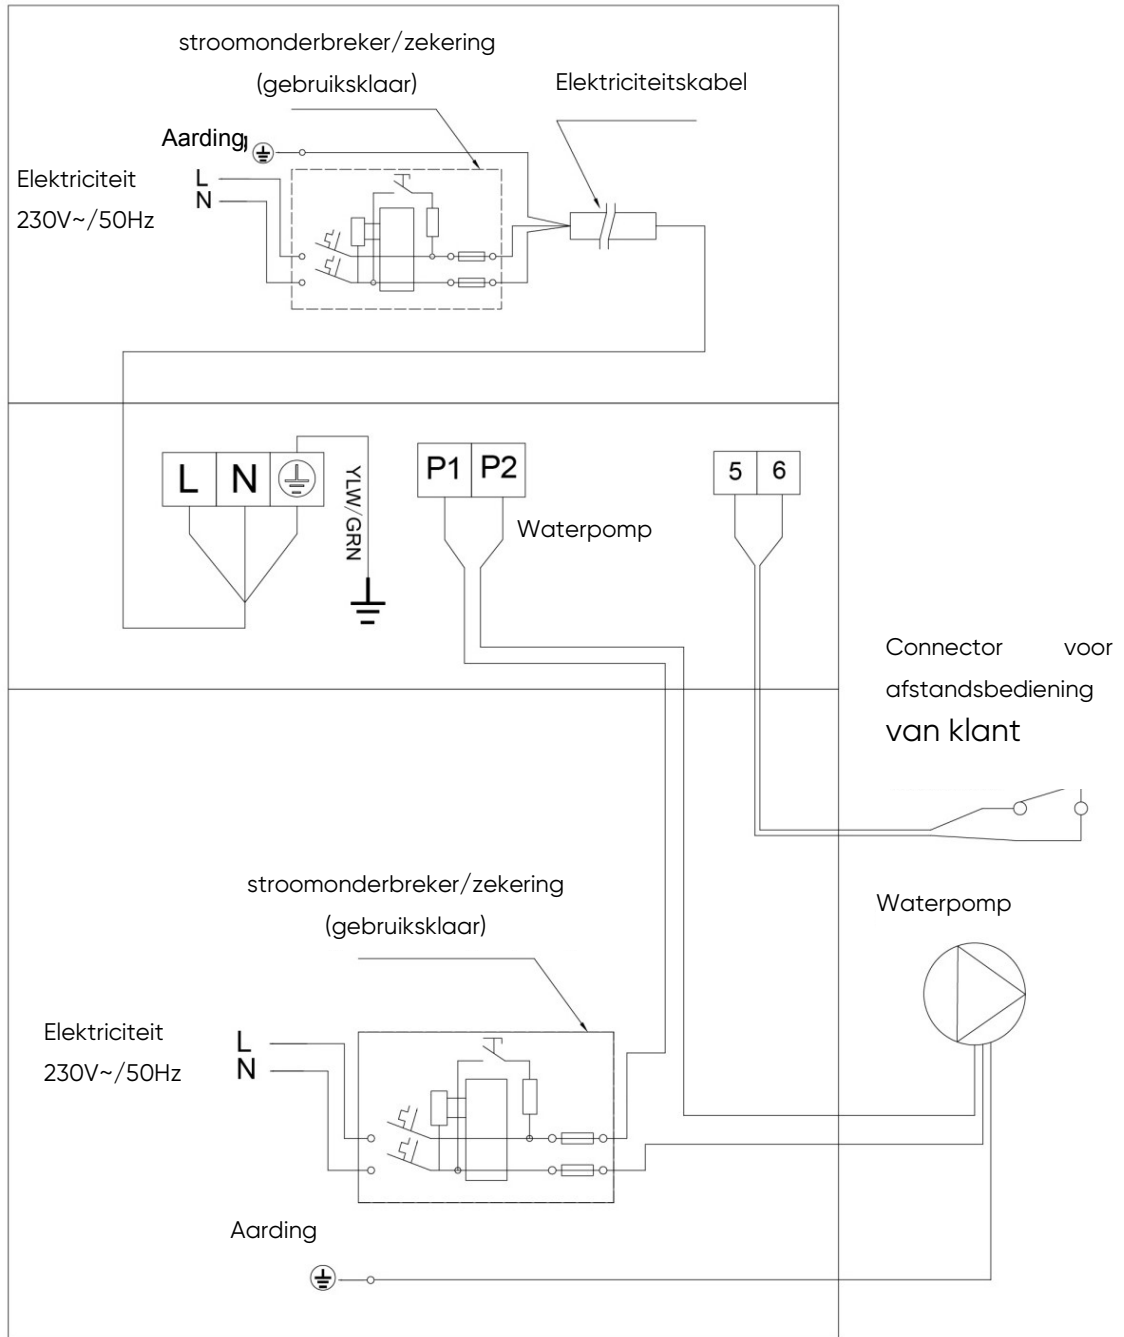 stroomonderbreker/zekering
(gebruiksklaar)
Elektriciteitskabel
Aarding;
Elektriciteit
230V~/50Hz
L
N
L N
YLW/GRN
P1 P2
Waterpomp
5 6
Connector voor
afstandsbediening
van klant
stroomonderbreker/zekering
(gebruiksklaar)
Waterpomp
Elektriciteit
230V~/50Hz
L
N
Aarding